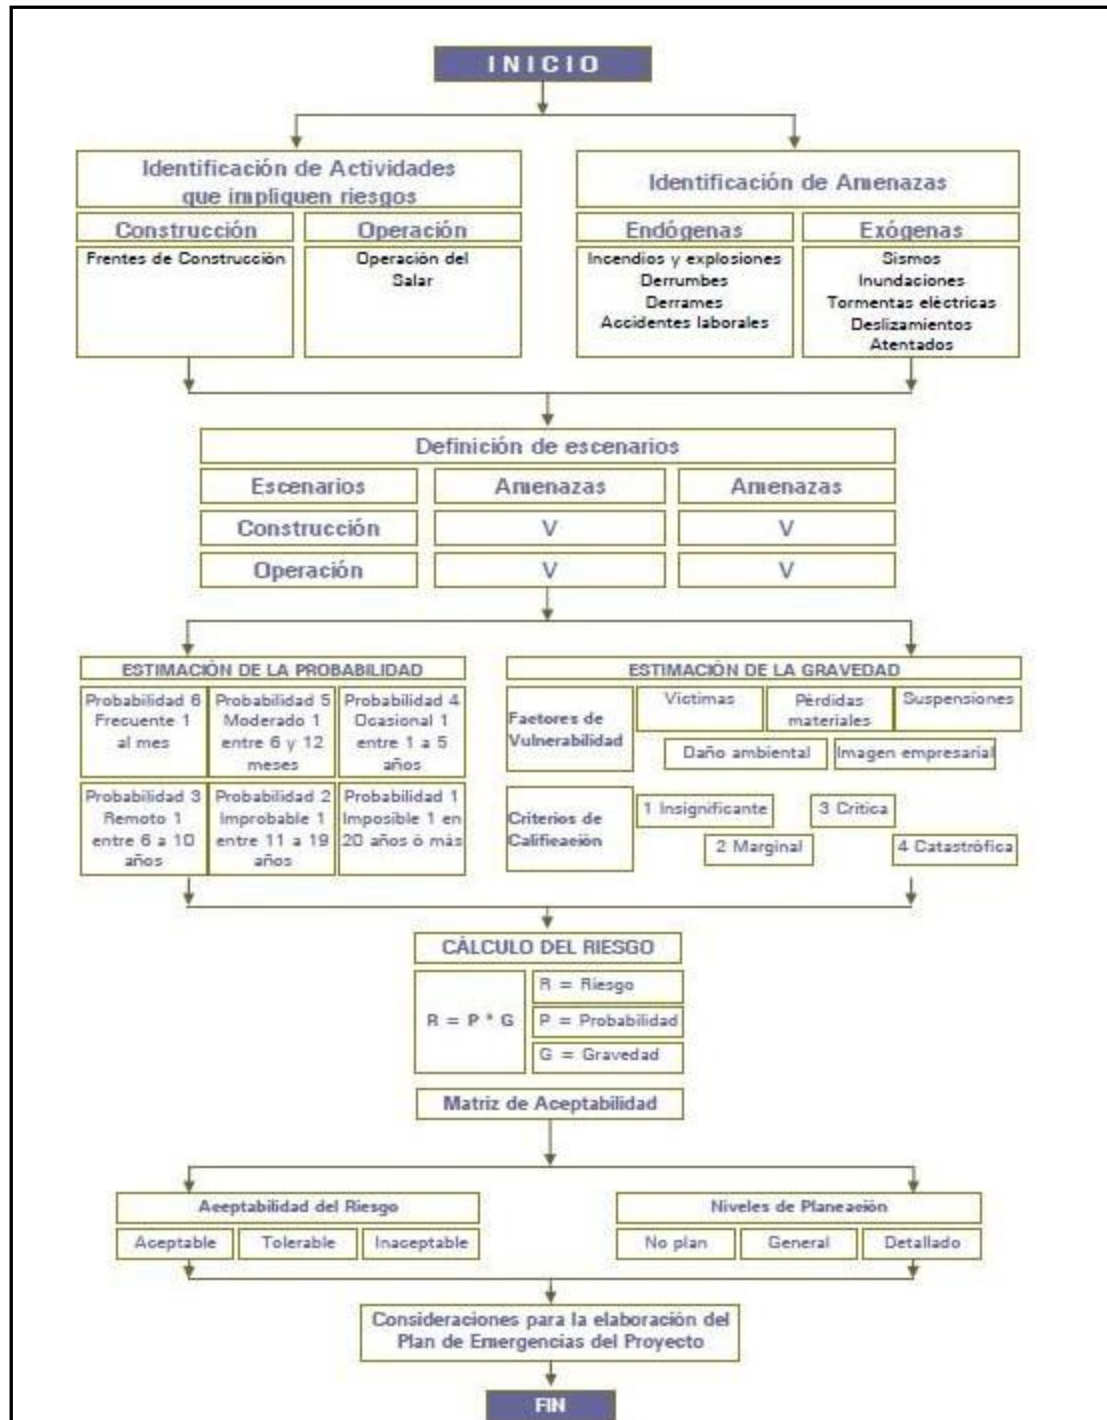 INICIO
Identificación de Actividades
que impliquen riesgos
Construcción
Operación
Frentes de Construcción
Operación del
Salar
Identificación de Amenazas
Endógenas
Exógenas
Incendios y explosiones
Derrumbes
Derrames
Accidentes laborales
Sismos
Inundaciones
Tormentas eléctricas
Deslizamientos
Atentados
Definición de escenarios
Escenarios
Amenazas
Amenazas
Construcción
V
V
Operación
V
V
ESTIMACIÓN DE LA PROBABILIDAD
Probabilidad 6
Frecuente 1
al mes
Probabilidad 5
Moderado 1
entre 6 y 12
meses
Probabilidad 4
Ocasional 1
entre 1 a 5
años
Probabilidad 3
Remoto 1
entre 6 a 10
años
Probabilidad 2
Improbable 1
entre 11 a 19
años
Probabilidad 1
Imposible 1 en
20 años ó más
ESTIMACIÓN DE LA GRAVEDAD
Factores de
Vulnerabilidad
Victimas
Pérdidas
materiales
Suspensiones
Daño ambiental
Imagen empresarial
Criterios de
Calificación
1 Insignificante
3 Critica
2 Marginal
4 Catastrófica
CÁLCULO DEL RIESGO
R = P * G
R = Riesgo
P = Probabilidad
G = Gravedad
Matriz de Aceptabilidad
Aceptabilidad del Riesgo
Aceptable
Tolerable
Inaceptable
Niveles de Planeación
No plan
General
Detallado
Consideraciones para la elaboración del
Plan de Emergencias del Proyecto
FIN